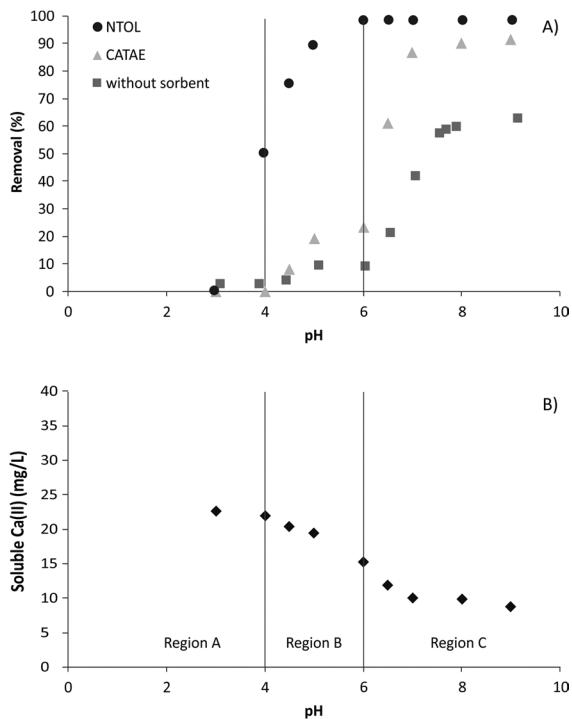 A)
NTOL
CATAE
without sorbent
Removal (%)
100
90
80
70
60
50
40
30
20
10
0
0 2 4 6 8 10
pH
B)
Soluble Ca(II) (mg/L)
40
35
30
25
20
15
10
5
0
Region A Region B Region C
0 2 4 6 8 10
pH